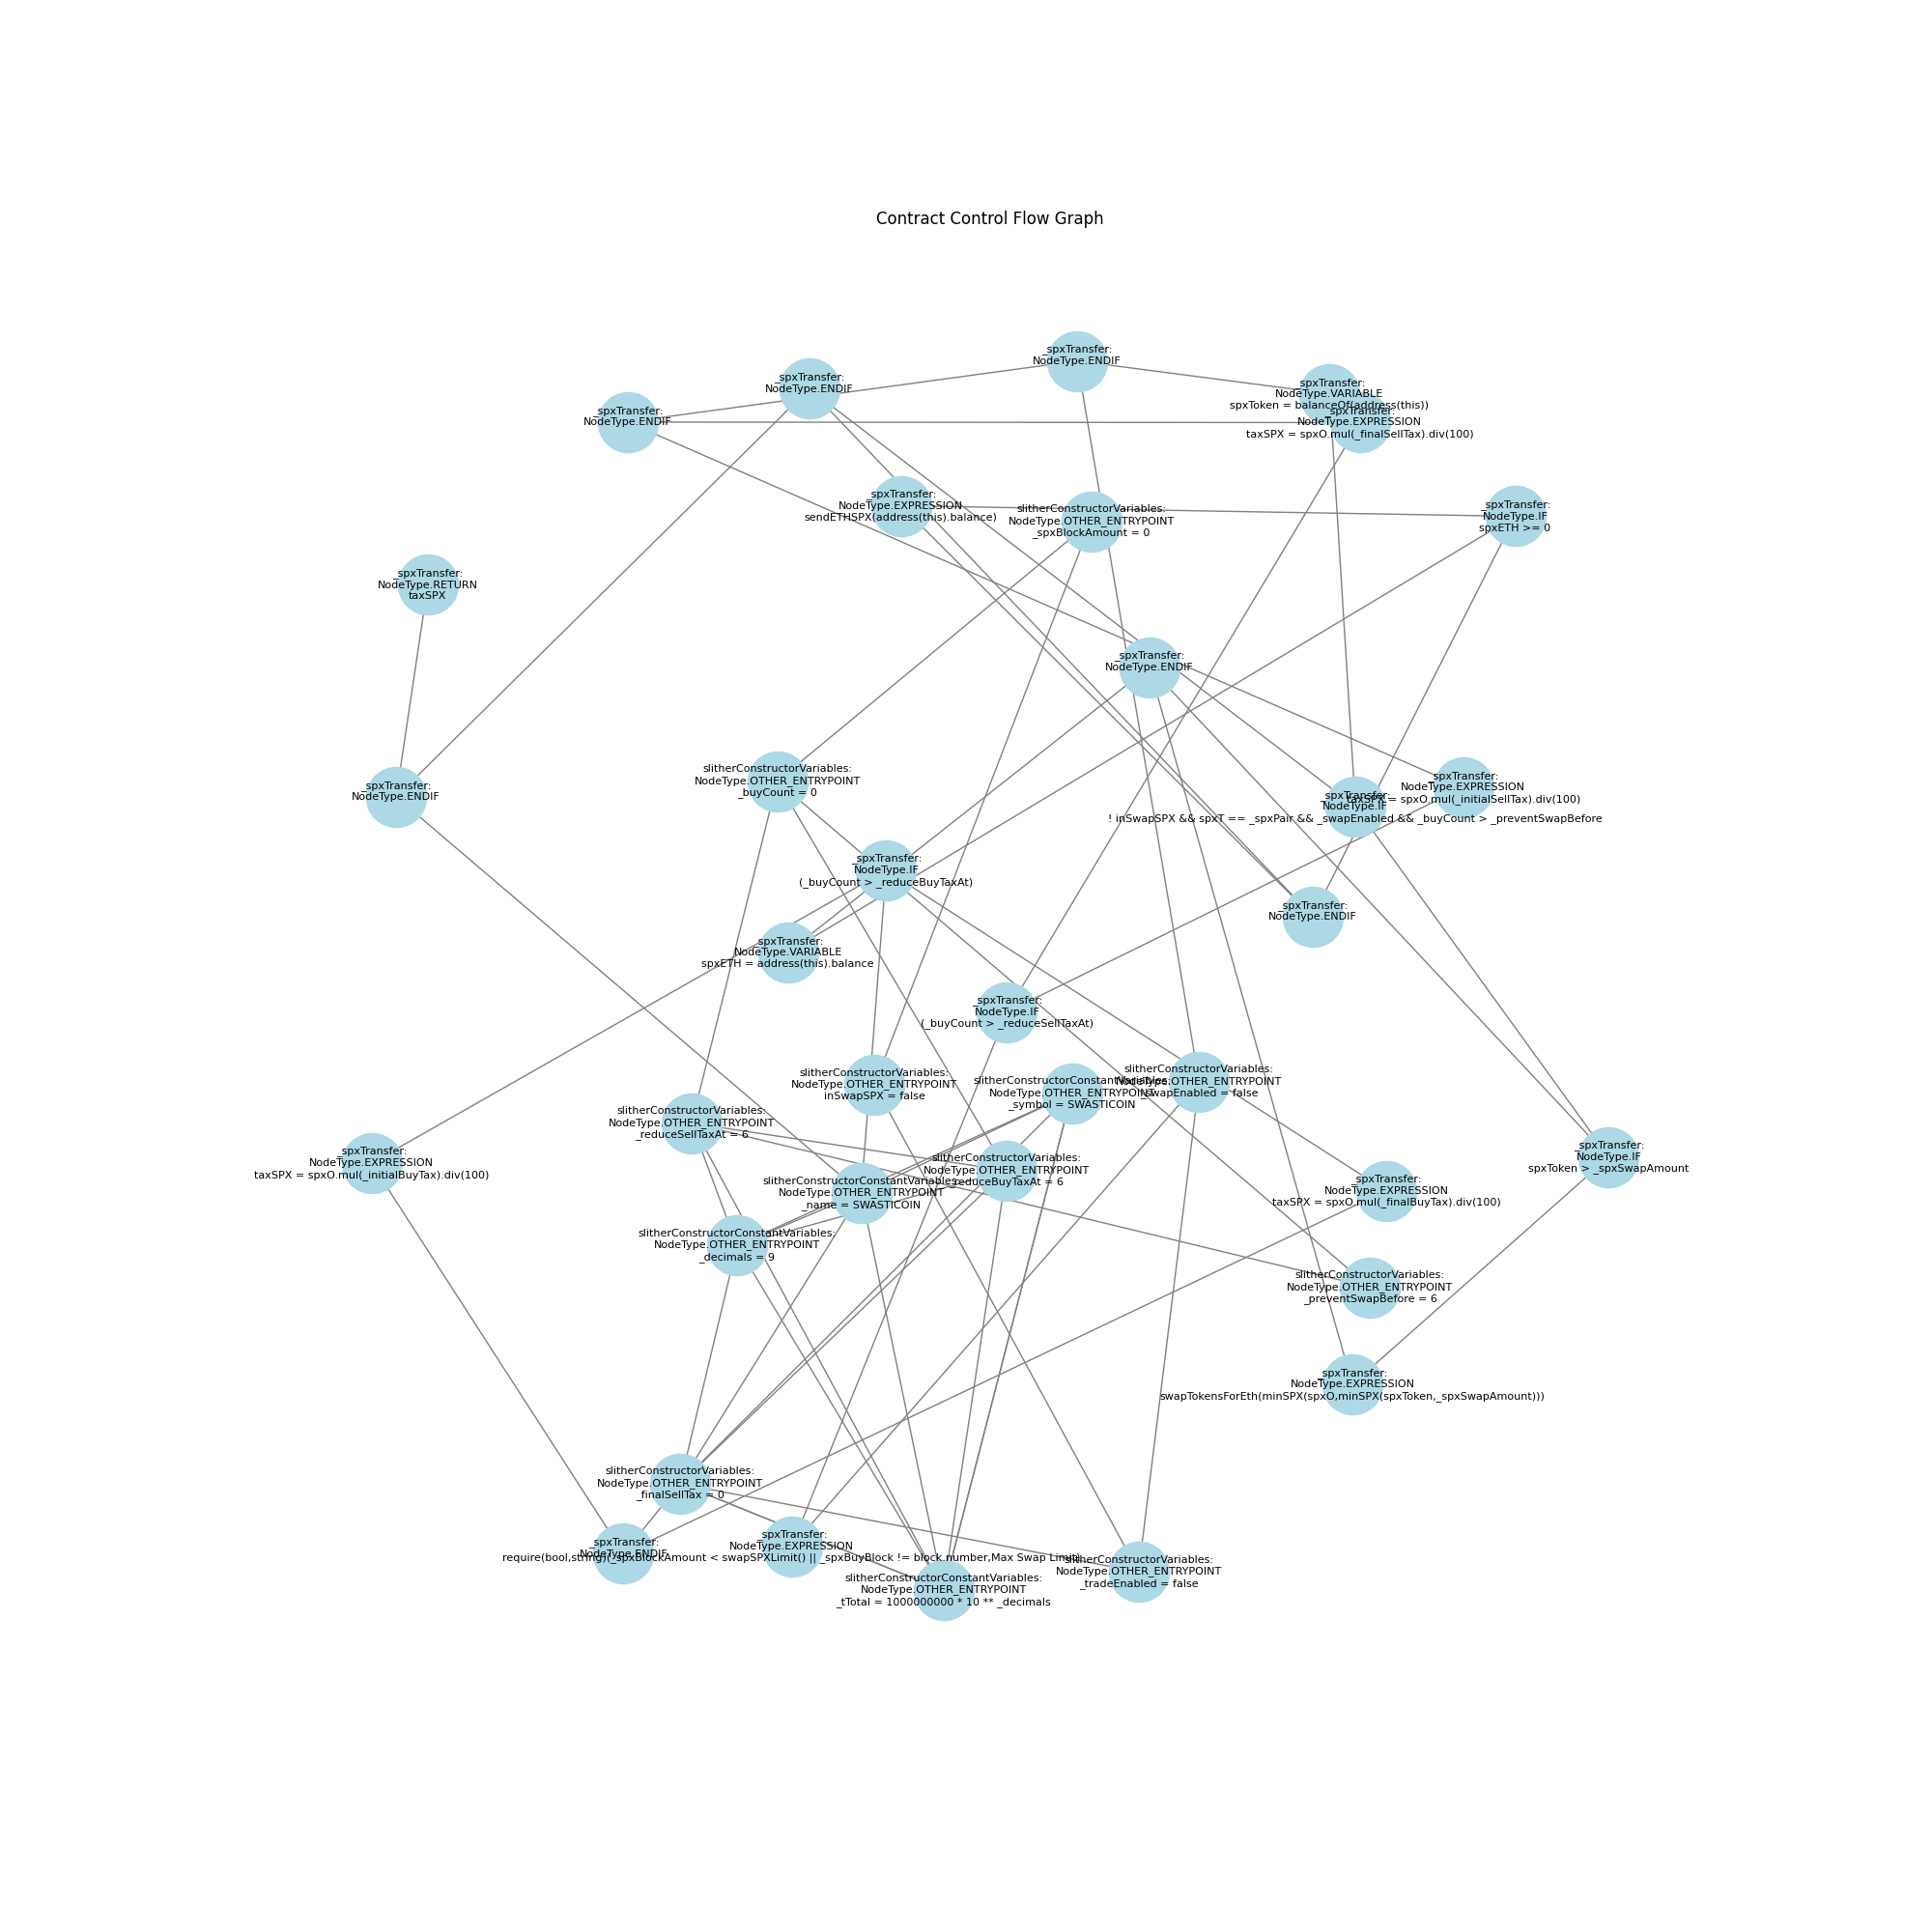 Contract Control Flow Graph
_spxTransfer:
NodeType.ENDIF
_spxTransfer:
NodeType.ENDIF
_spxTransfer:
NodeType.VARIABLE
spxToken = balanceOf(address(this))
_spxTransfer:
NodeType.ENDIF
_spxTransfer:
NodeType.EXPRESSION
taxSPX = spxO.mul(_finalSellTax).div(100)
_spxTransfer:
NodeType.EXPRESSION
sendETHSPX(address(this).balance)
slitherConstructorVariables:
NodeType.OTHER_ENTRYPOINT
_spxBlockAmount = 0
_spxTransfer:
NodeType.IF
spxETH >= 0
_spxTransfer:
NodeType.RETURN
taxSPX
_spxTransfer:
NodeType.ENDIF
slitherConstructorVariables:
NodeType.OTHER_ENTRYPOINT
_buyCount = 0
_spxTransfer:
NodeType.ENDIF
_spxTransfer:
NodeType.EXPRESSION
taxSPX = spxO.mul(_initialSellTax).div(100)
_spxTransfer:
NodeType.IF
! inSwapSPX && spxT == _spxPair && _swapEnabled && _buyCount > _preventSwapBefore
_spxTransfer:
NodeType.IF
(_buyCount > _reduceBuyTaxAt)
_spxTransfer:
NodeType.ENDIF
_spxTransfer:
NodeType.VARIABLE
spxETH = address(this).balance
_spxTransfer:
NodeType.IF
(_buyCount > _reduceSellTaxAt)
slitherConstructorVariables:
NodeType.OTHER_ENTRYPOINT
inSwapSPX = false
slitherConstructorConstantVariables:
NodeType.OTHER_ENTRYPOINT
_symbol = SWASTICOIN
slitherConstructorVariables:
NodeType.OTHER_ENTRYPOINT
_swapEnabled = false
slitherConstructorVariables:
NodeType.OTHER_ENTRYPOINT
_reduceSellTaxAt = 6
_spxTransfer:
NodeType.EXPRESSION
taxSPX = spxO.mul(_initialBuyTax).div(100)
slitherConstructorVariables:
NodeType.OTHER_ENTRYPOINT
_reduceBuyTaxAt = 6
_spxTransfer:
NodeType.IF
spxToken > _spxSwapAmount
slitherConstructorConstantVariables:
NodeType.OTHER_ENTRYPOINT
_name = SWASTICOIN
_spxTransfer:
NodeType.EXPRESSION
taxSPX = spxO.mul(_finalBuyTax).div(100)
slitherConstructorConstantVariables:
NodeType.OTHER_ENTRYPOINT
_decimals = 9
slitherConstructorVariables:
NodeType.OTHER_ENTRYPOINT
_preventSwapBefore = 6
_spxTransfer:
NodeType.EXPRESSION
swapTokensForEth(minSPX(spxO,minSPX(spxToken,_spxSwapAmount)))
slitherConstructorVariables:
NodeType.OTHER_ENTRYPOINT
_finalSellTax = 0
_spxTransfer:
NodeType.ENDIF
_spxTransfer:
NodeType.EXPRESSION
require(bool,string)(_spxBlockAmount < swapSPXLimit() || _spxBuyBlock != block.number,Max Swap Limit)
slitherConstructorVariables:
NodeType.OTHER_ENTRYPOINT
_tradeEnabled = false
slitherConstructorConstantVariables:
NodeType.OTHER_ENTRYPOINT
_tTotal = 1000000000 * 10 ** _decimals